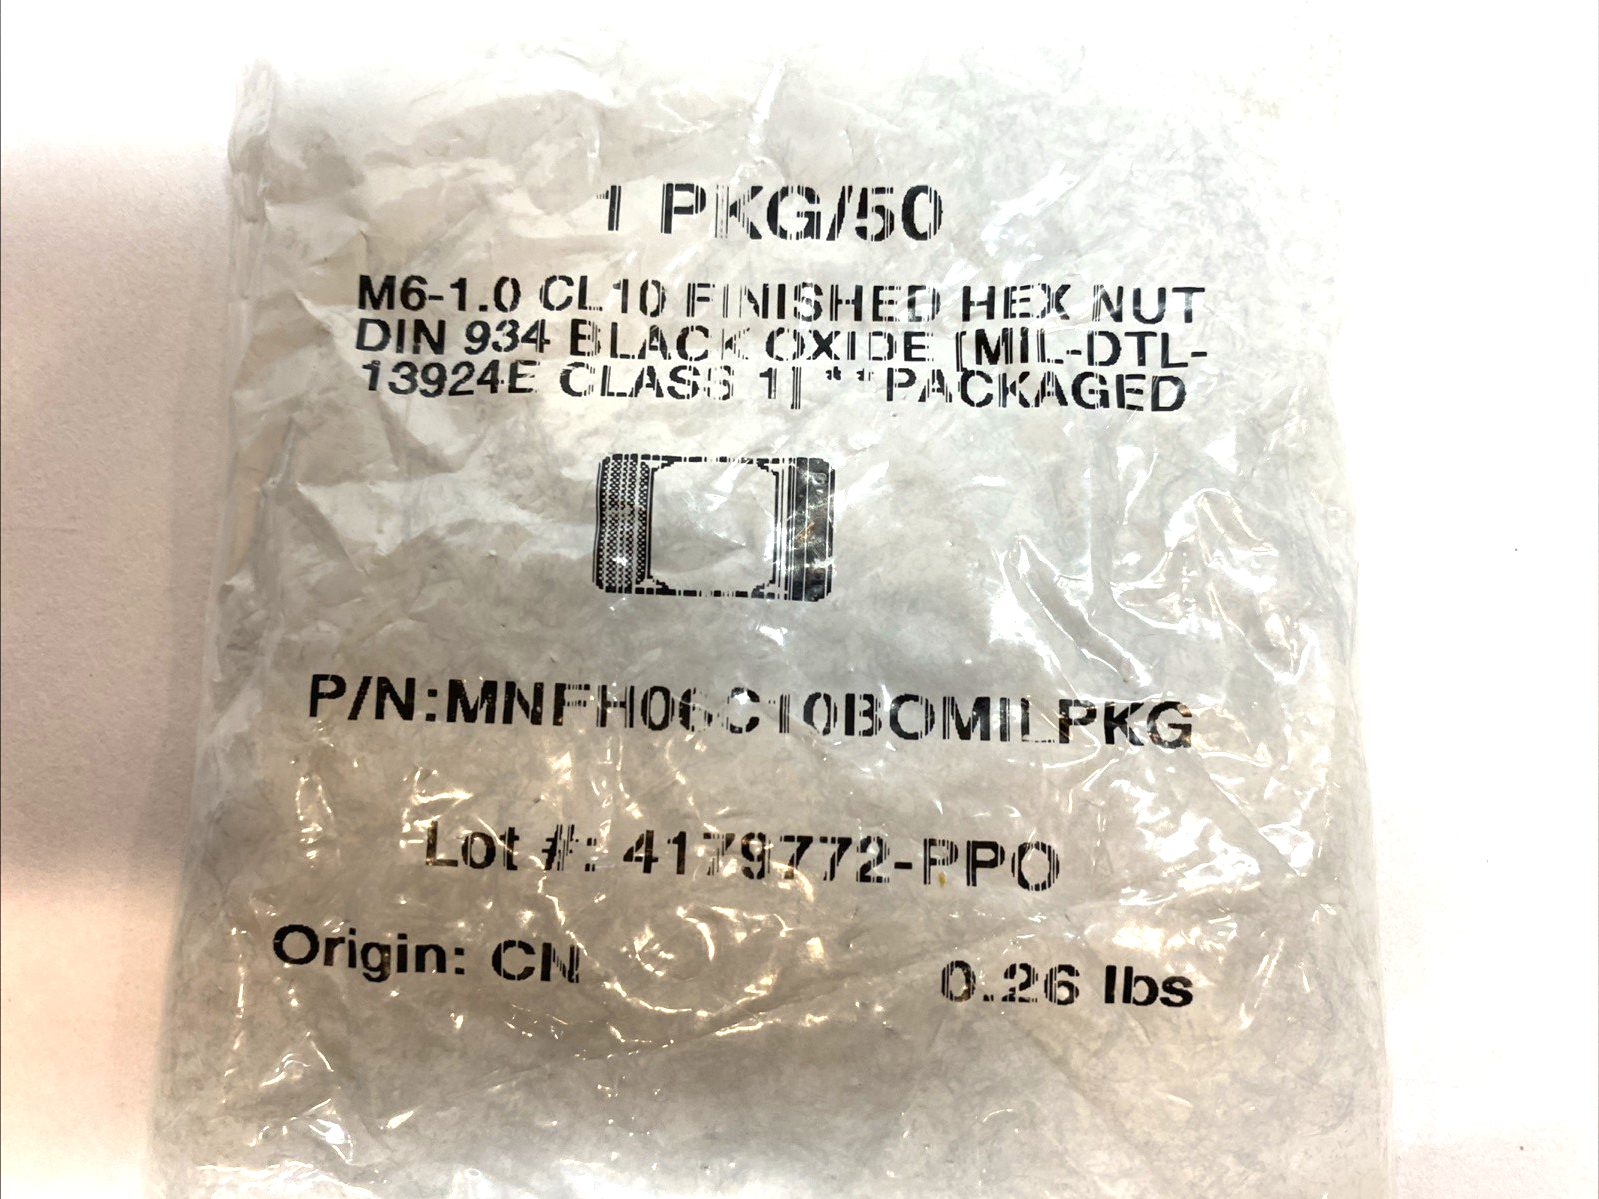 1 PKG/50
M6-1.0 CL10 FINISHED HEX NUT
DIN 934 BLACK OXIDE [MIL-DTL-
13924E CLASS 1] **PACKAGED
P/N:MNFH06C10BOMILPKG
Lot #: 4179772-PPO
Origin: CN
0.26 lbs